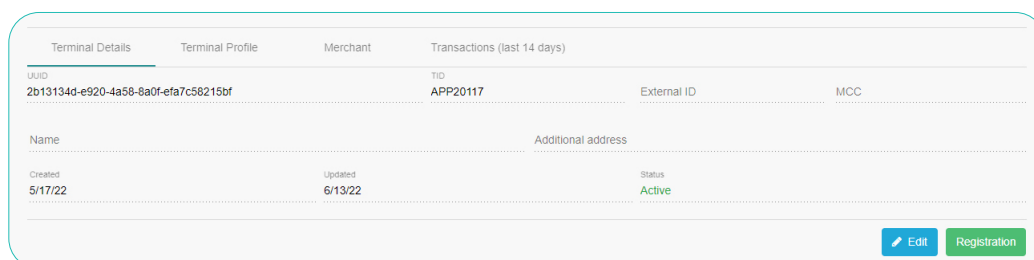 Terminal Details Terminal Profile Merchant Transactions (last 14 days)
UUID TID
2b13134d-e920-4a58-8a0f-efa7c58215bf APP20117 External ID MCC
Name Additional address
Created Updated Status
5/17/22 6/13/22 Active
Edit Registration